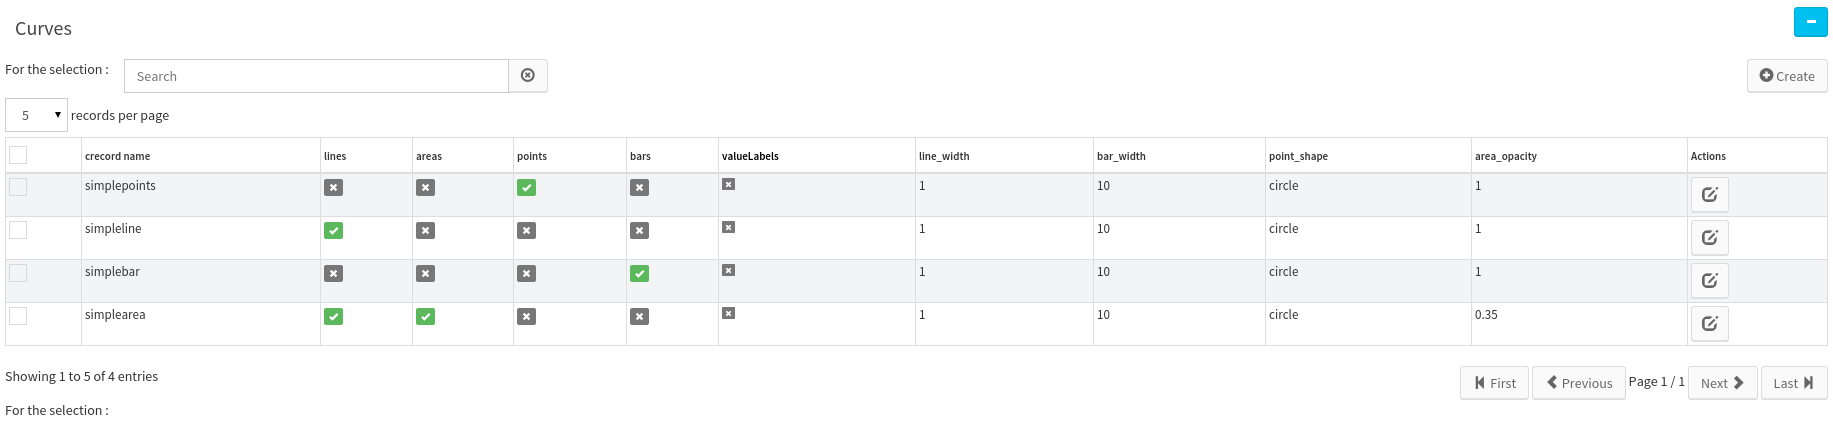 Curves
For the selection :
Search
Create
5 records per page
crecord name lines areas points bars valueLabels line_width bar_width point_shape area_opacity Actions
simplepoints 1 10 circle 1
simpleline 1 10 circle 1
simplebar 1 10 circle 1
simplearea 1 10 circle 0.35
Showing 1 to 5 of 4 entries
First Previous Page 1 / 1 Next Last
For the selection :